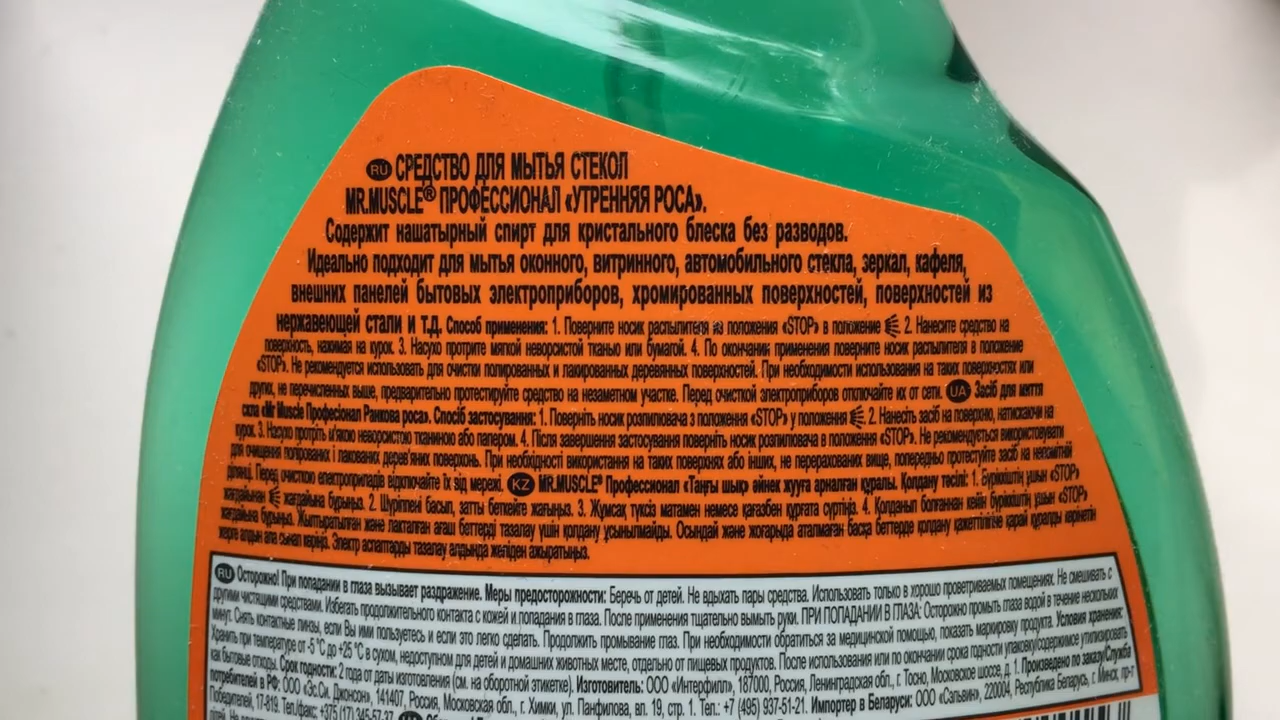 RU СРЕДСТВО ДЛЯ МЫТЬЯ СТЕКОЛ
MR.MUSCLE® ПРОФЕССИОНАЛ «УТРЕННЯЯ РОСА».
Содержит нашатырный спирт для кристального блеска без разводов.
Идеально подходит для мытья оконного, витринного, автомобильного стекла, зеркал, кафеля,
внешних панелей бытовых электроприборов, хромированных поверхностей, поверхностей из
нержавеющей стали и т.д. Способ применения: 1. Поверните носик распылителя из положения «STOP» в положение 2. Нанесите средство на
поверхность, нажимая на курок. 3. Насухо протрите мягкой неворсистой тканью или бумагой. 4. По окончании применения поверните носик распылителя в положение
«STOP». Не рекомендуется использовать для очистки полированных и лакированных деревянных поверхностей. При необходимости использования на таких поверхностях или
других, не перечисленных выше, предварительно протестируйте средство на незаметном участке. Перед очисткой электроприборов отключайте их от сети. UA Засіб для миття
скла «Mr Muscle Професіонал Ранкова роса». Спосіб застосування: 1. Поверніть носик розпилювача з положення «STOP» у положення 2. Нанесіть засіб на поверхню, натискаючи на
курок. 3. Насухо протріть м'якою неворсистою тканиною або папером. 4. Після завершення застосування поверніть носик розпилювача в положення «STOP». Не рекомендується використовувати
для очищення полірованих і лакованих дерев'яних поверхонь. При необхідності використання на таких поверхнях або інших, не перерахованих вище, попередньо протестуйте засіб на непомітній
ділянці. Перед очисткою електроприладів відключайте їх від мережі. KZ MR.MUSCLE® Профессионал «Таңғы шық» әйнек жууға арналған құралы. Қолдану тәсілі: 1. Бүріккіштің ұшын «STOP»
жағдайынан жағдайына бұрыңыз. 2. Шүріппені басып, затты беткейге жағыңыз. 3. Жұмсақ түксіз матамен немесе қағазбен құрғата сүртіңіз. 4. Қолданып болғаннан кейін бүріккіштің ұшын «STOP»
жағдайына бұрыңыз. Жылтыратылған және лакталған ағаш беттерді тазалау үшін қолдану ұсынылмайды. Осындай және жоғарыда аталмаған басқа беттерде қолдану қажеттілігіне қарай құралды көрінбейтін
жерге алдын ала сынап көріңіз. Электр аспаптарды тазалау алдында желіден ажыратыңыз.
RU Осторожно! При попадании в глаза вызывает раздражение. Меры предосторожности: Беречь от детей. Не вдыхать пары средства. Использовать только в хорошо проветриваемых помещениях. Не смешивать с
другими чистящими средствами. Избегать продолжительного контакта с кожей и попадания в глаза. После применения тщательно вымыть руки. ПРИ ПОПАДАНИИ В ГЛАЗА: Осторожно промыть глаза водой в течение нескольких
минут. Снять контактные линзы, если Вы ими пользуетесь и если это легко сделать. Продолжить промывание глаз. При необходимости обратиться за медицинской помощью, показать маркировку продукта. Условия хранения:
Хранить при температуре от -5 °C до +25 °C в сухом, недоступном для детей и домашних животных месте, отдельно от пищевых продуктов. После использования или по окончании срока годности упаковку/содержимое утилизировать
как бытовые отходы. Срок годности: 2 года от даты изготовления (см. на оборотной этикетке). Изготовитель: ООО «Интерфилл», 187000, Россия, Ленинградская обл., г. Тосно, Московское шоссе, д. 1. Произведено по заказу/Служба
потребителей в РФ: ООО «Эс.Си. Джонсон», 141407, Россия, Московская обл., г. Химки, ул. Панфилова, вл. 19, стр. 1. Тел.: +7 (495) 937-51-21. Импортер в Беларуси: ООО «Сальвин», 220004, Республика Беларусь, г. Минск, пр-т
Победителей, 17-819. Тел./факс: +375 (17) 345-57-37